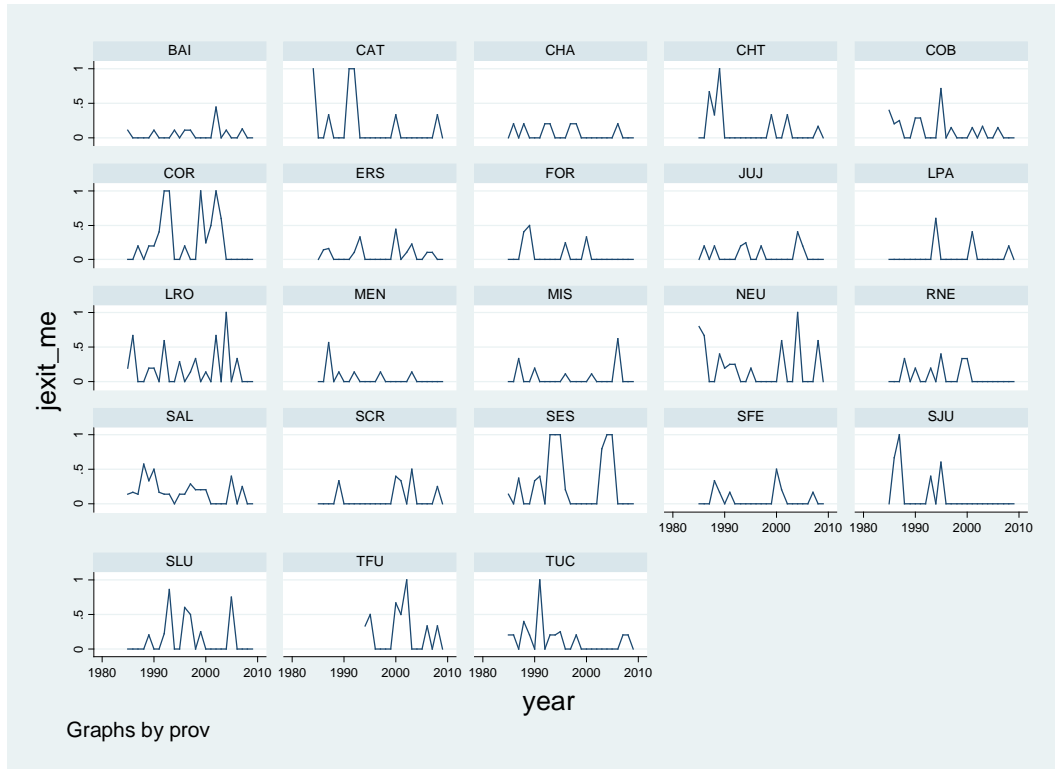 BAI CAT CHA CHT COB
0 .5 1
COR ERS FOR JUJ LPA
0 .5 1
LRO MEN MIS NEU RNE
0 .5 1
SAL SCR SES SFE SJU
0 .5 1
1980 1990 2000 2010 1980 1990 2000 2010
SLU TFU TUC
0 .5 1
1980 1990 2000 2010 1980 1990 2000 2010 1980 1990 2000 2010
jexit_me
year
Graphs by prov